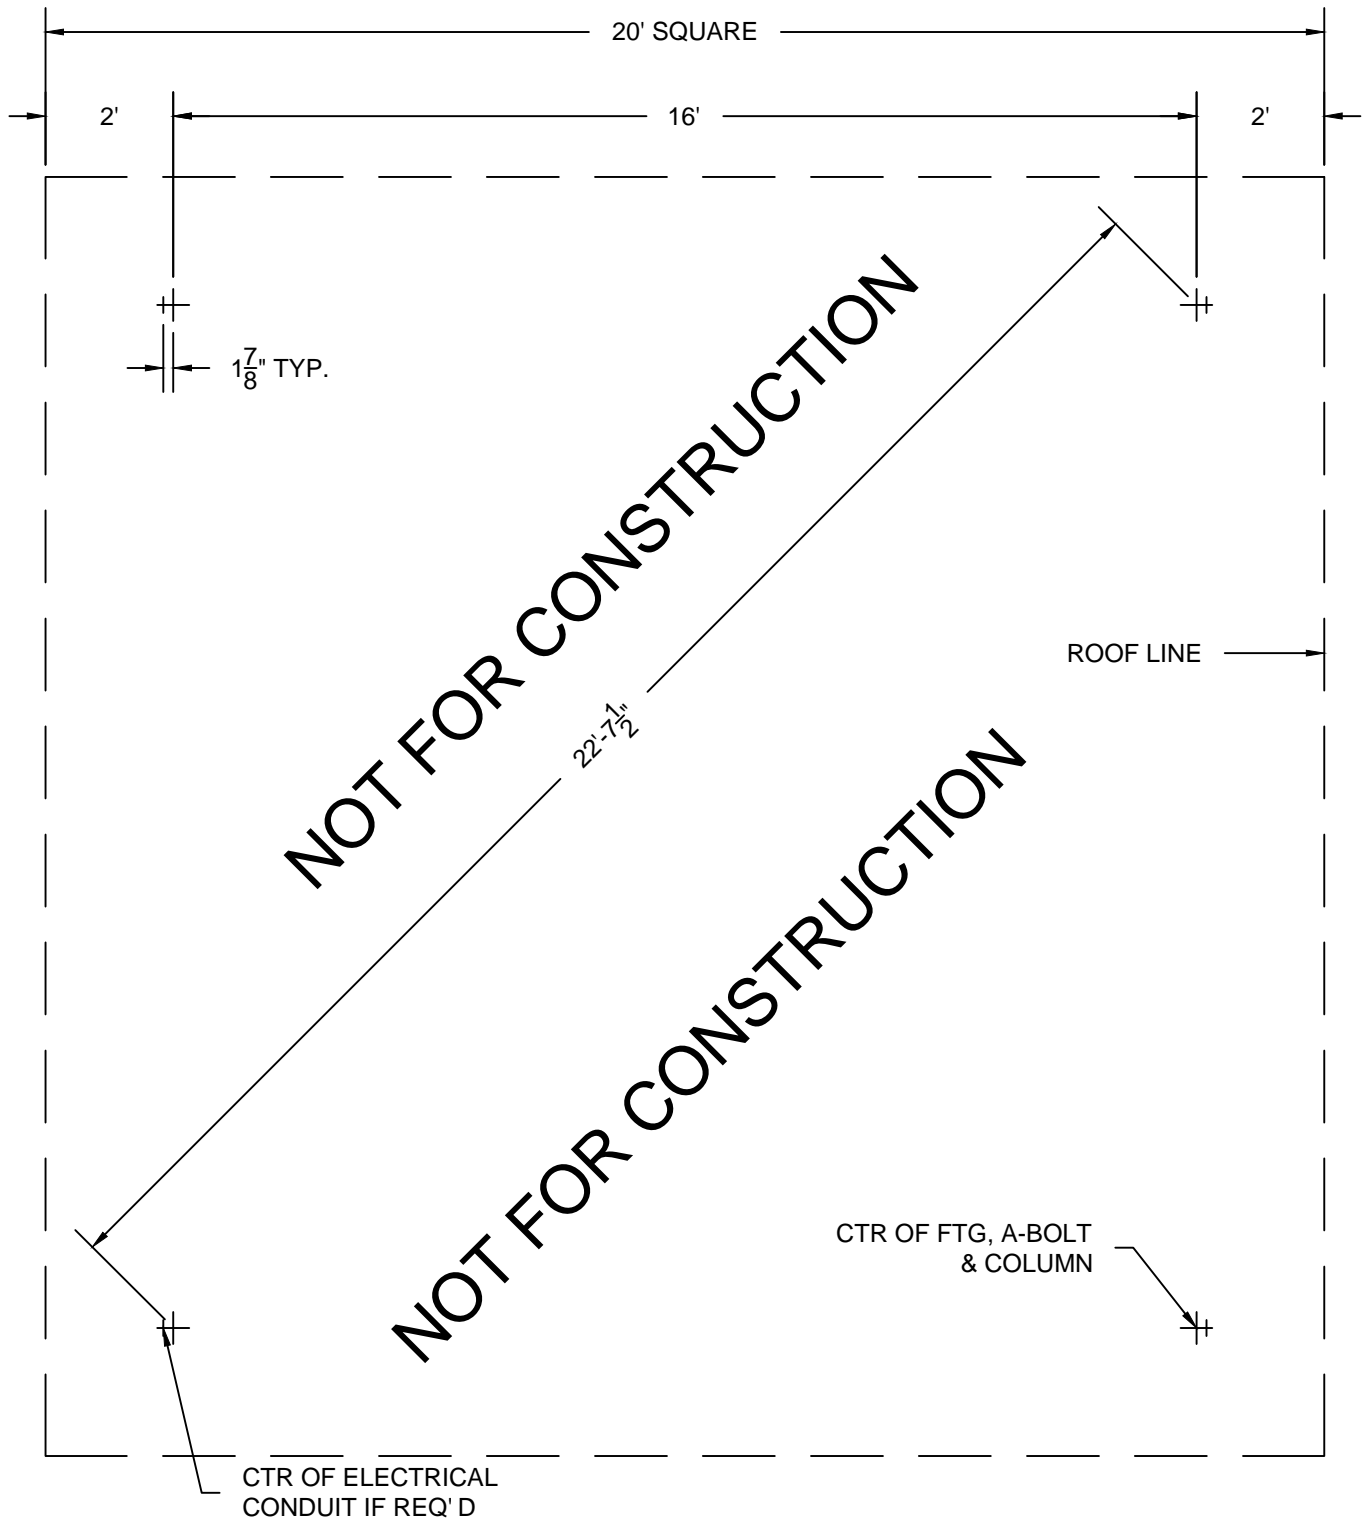 20' SQUARE
2'
16'
2'
1 7/8" TYP.
NOT FOR CONSTRUCTION
ROOF LINE
22'-7 1/2"
NOT FOR CONSTRUCTION
CTR OF FTG, A-BOLT
& COLUMN
CTR OF ELECTRICAL
CONDUIT IF REQ' D